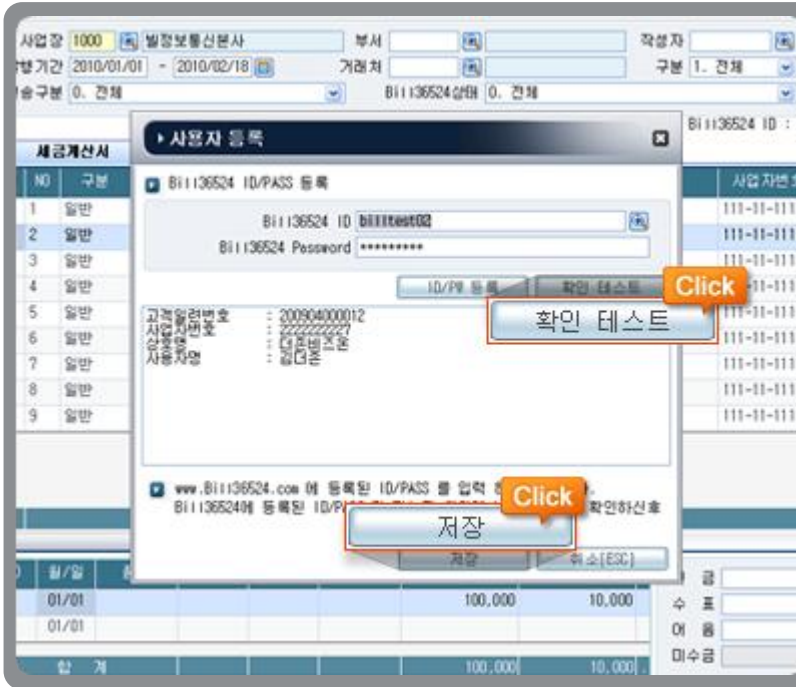 사업장 1000 빌정보통신본사 부서 작성자
행기간 2010/01/01 - 2010/02/18 거래처 구분 1. 전체
송구분 0. 전체 Bill36524상태 0. 전체
Bill36524 ID :
세금계산서
사용자 등록
NO 구분 사업자번호
Bill36524 ID/PASS 등록
1 일반 111-11-111
Bill36524 ID billtest02
2 일반 111-11-111
Bill36524 Password *********
3 일반 111-11-111
4 일반 111-11-111
ID/PW 등록 확인 테스트 Click
확인 테스트
5 일반 111-11-111
고객일련번호 : 200904000012
사업자번호 : 2222222227
상호명 : 더존비즈온
사용자명 : 김더존
6 일반 111-11-111
7 일반 111-11-111
8 일반 111-11-111
9 일반 111-11-111
www.Bill36524.com 에 등록된 ID/PASS 를 입력
Bill36524에 등록된 확인하신후
Click
저장
저장 취소[ESC]
월/일
01/01 100,000 10,000
01/01
합 계 100,000 10,000
금
수 표
어 음
미수금